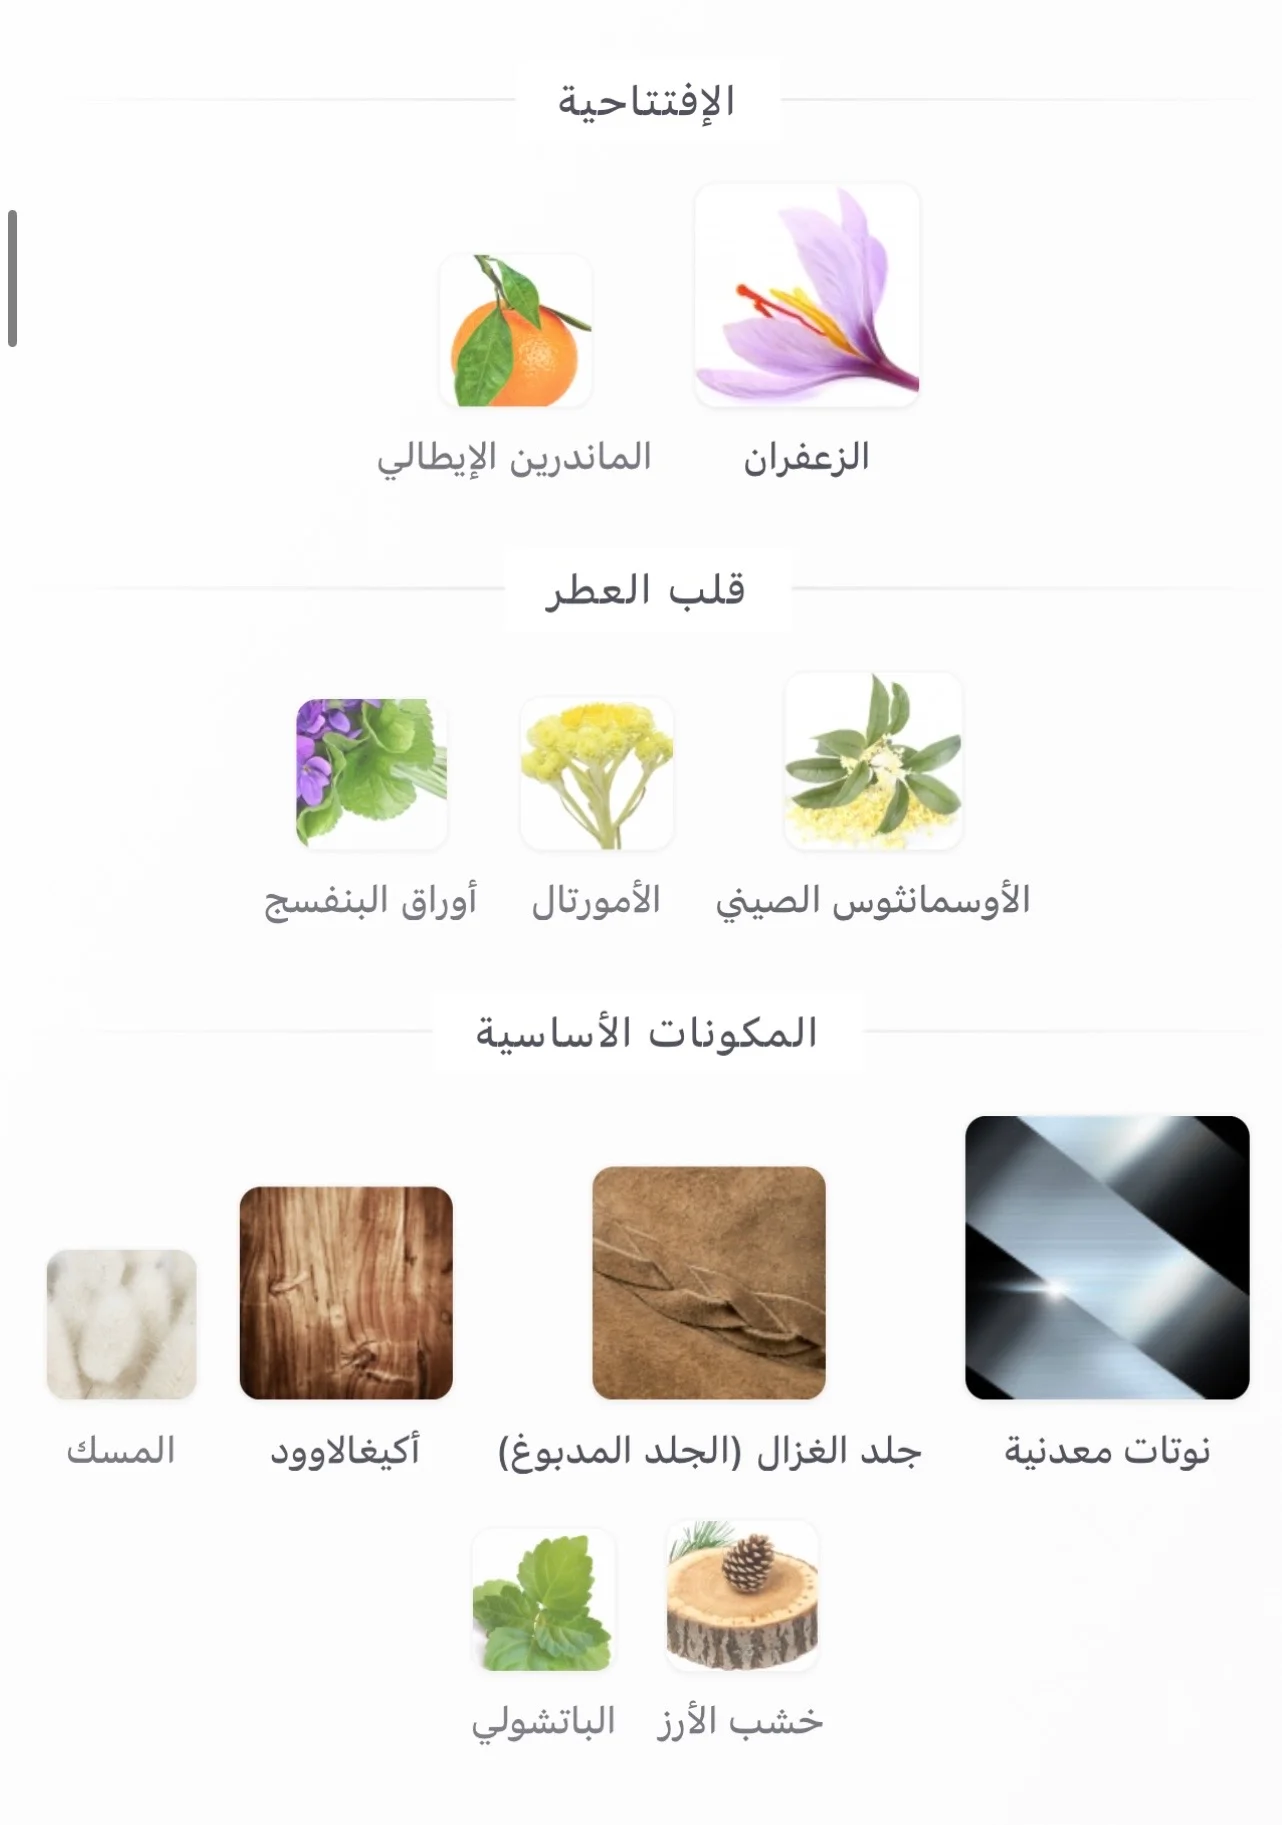 الإفتتاحية
الزعفران
الماندرين الإيطالي
قلب العطر
الأوسمانثوس الصيني
الأمورتال
أوراق البنفسج
المكونات الأساسية
نوتات معدنية
جلد الغزال (الجلد المدبوغ)
أكيغالاوود
المسك
خشب الأرز
الباتشولي